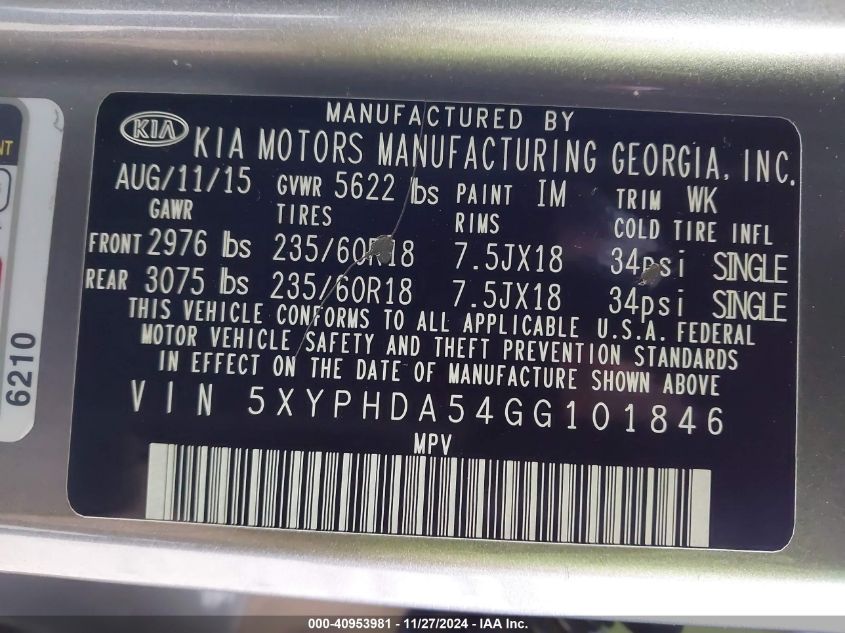 MANUFACTURED BY
KIA KIA MOTORS MANUFACTURING GEORGIA, INC.
AUG/11/15 GVWR 5622 lbs PAINT IM TRIM WK
GAWR TIRES RIMS COLD TIRE INFL
FRONT 2976 lbs 235/60R18 7.5JX18 34psi SINGLE
REAR 3075 lbs 235/60R18 7.5JX18 34psi SINGLE
THIS VEHICLE CONFORMS TO ALL APPLICABLE U.S.A. FEDERAL
MOTOR VEHICLE SAFETY AND THEFT PREVENTION STANDARDS
IN EFFECT ON THE DATE OF MANUFACTURE SHOWN ABOVE
VIN 5XYPHDA54GG101846
MPV
6210
000-40953981 - 11/27/2024 - IAA Inc.